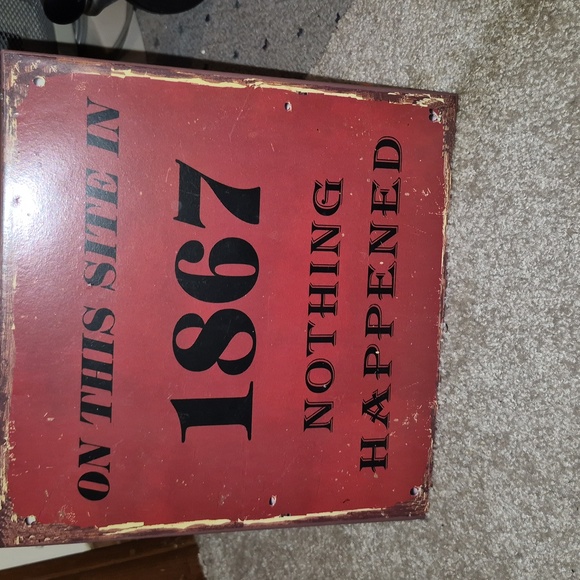 ON THIS SITE IN
1867
NOTHING
HAPPENED